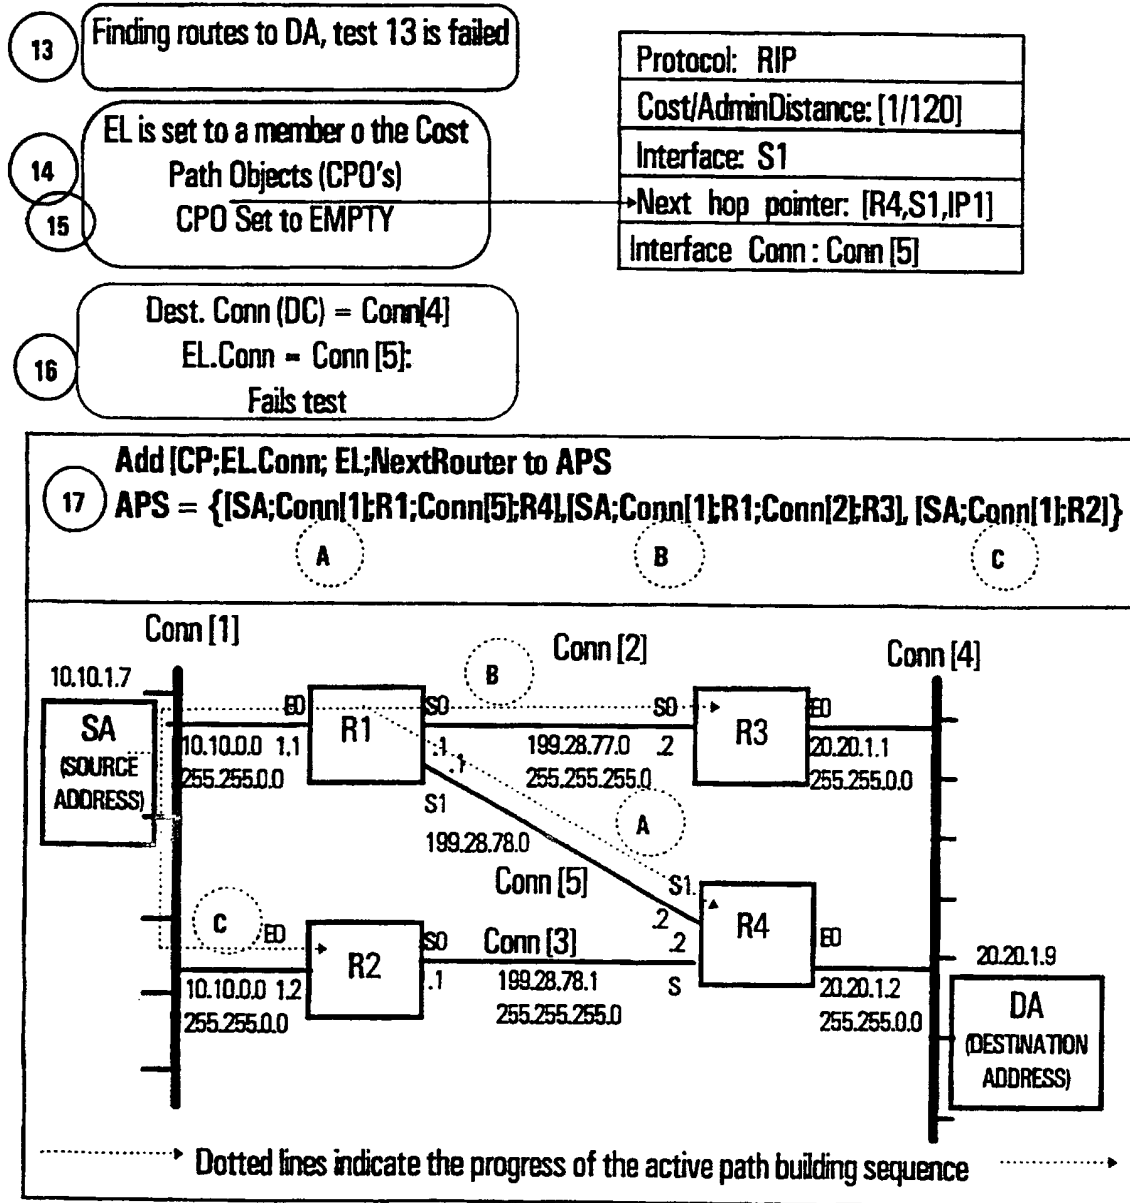 13
Finding routes to DA, test 13 is failed
14
15
EL is set to a member o the Cost
Path Objects (CPO's)
CPO Set to EMPTY
Protocol: RIP
Cost/AdminDistance: [1/120]
Interface: S1
Next hop pointer: [R4,S1,IP1]
Interface Conn : Conn [5]
16
Dest. Conn (DC) = Conn[4]
EL.Conn = Conn [5]:
Fails test
17
Add [CP;EL.Conn; EL;NextRouter to APS
APS = {[SA;Conn[1];R1;Conn[5];R4],[SA;Conn[1];R1;Conn[2];R3], [SA;Conn[1];R2]}
A
B
C
Conn [1]
Conn [2]
Conn [4]
10.10.1.7
SA
(SOURCE
ADDRESS)
E0
R1
S0
B
S0
R3
E0
10.10.0.0 1.1
255.255.0.0
.1
.1
199.28.77.0 .2
255.255.255.0
20.20.1.1
255.255.0.0
S1
199.28.78.0
A
Conn [5]
S1
.2
.2
R4
E0
C
E0
R2
S0
.1
Conn [3]
199.28.78.1
255.255.255.0
S
10.10.0.0 1.2
255.255.0.0
20.20.1.2
255.255.0.0
20.20.1.9
DA
(DESTINATION
ADDRESS)
Dotted lines indicate the progress of the active path building sequence